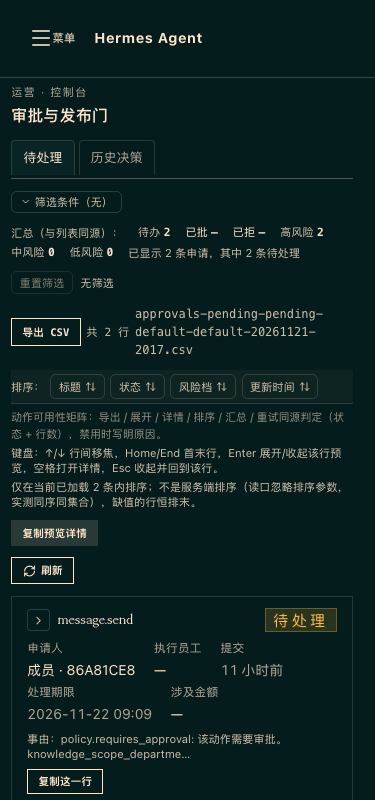 菜单 Hermes Agent
运营 · 控制台
审批与发布门
待处理 历史决策
筛选条件（无）
汇总（与列表同源）： 待办 2 已批 — 已拒 — 高风险 2
中风险 0 低风险 0 已显示 2 条申请，其中 2 条待处理
重置筛选 无筛选
导出 CSV 共 2 行 approvals-pending-pending-
default-default-20261121-
2017.csv
排序： 标题 ⇅ 状态 ⇅ 风险档 ⇅ 更新时间 ⇅
动作可用性矩阵：导出 / 展开 / 详情 / 排序 / 汇总 / 重试同源判定（状
态 + 行数），禁用时写明原因。
键盘：↑/↓ 行间移焦，Home/End 首末行，Enter 展开/收起该行预
览，空格打开详情，Esc 收起并回到该行。
仅在当前已加载 2 条内排序；不是服务端排序（读口忽略排序参数，
实测同序同集合），缺值的行恒排末。
复制预览详情
刷新
message.send 待处理
申请人 执行员工 提交
成员 · 86A81CE8 — 11 小时前
处理期限 涉及金额
2026-11-22 09:09 —
事由：policy.requires_approval: 该动作需要审批。
knowledge_scope_departme…
复制这一行